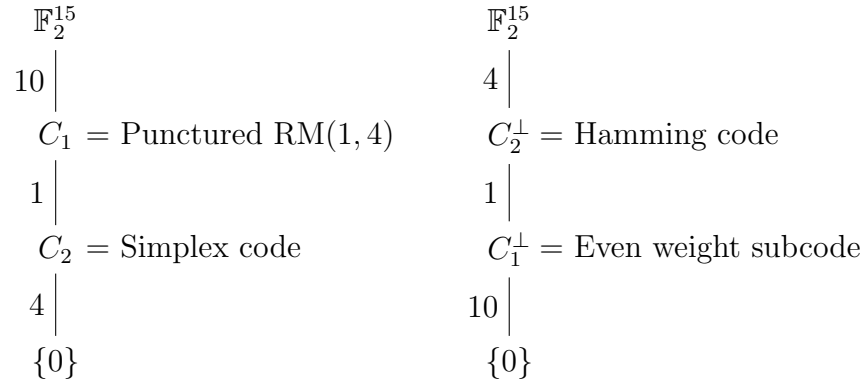 𝔽₂¹⁵
10
C₁ = Punctured RM(1, 4)
1
C₂ = Simplex code
4
{0}
𝔽₂¹⁵
4
C₂^⊥ = Hamming code
1
C₁^⊥ = Even weight subcode
10
{0}